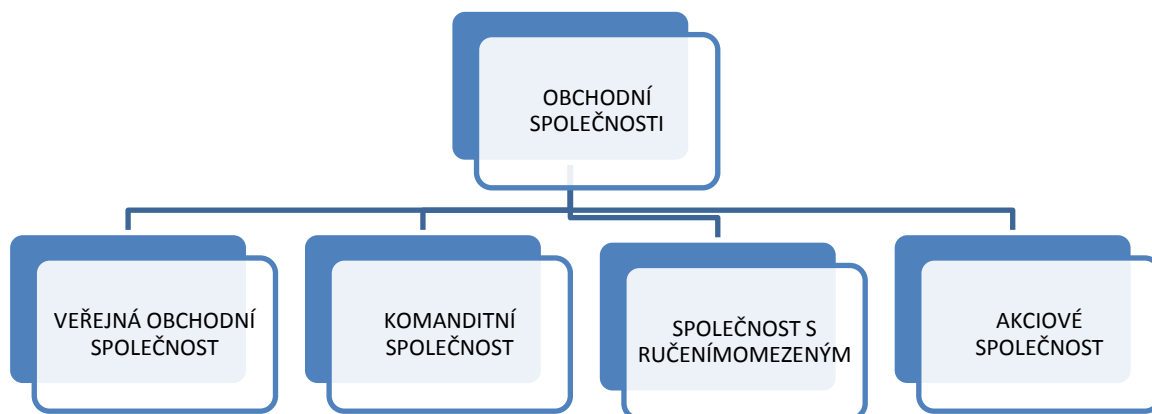 OBCHODNÍ
SPOLEČNOSTI
VEŘEJNÁ OBCHODNÍ
SPOLEČNOST
KOMANDITNÍ
SPOLEČNOST
SPOLEČNOST S
RUČENÍMOMEZENÝM
AKCIOVÉ
SPOLEČNOST